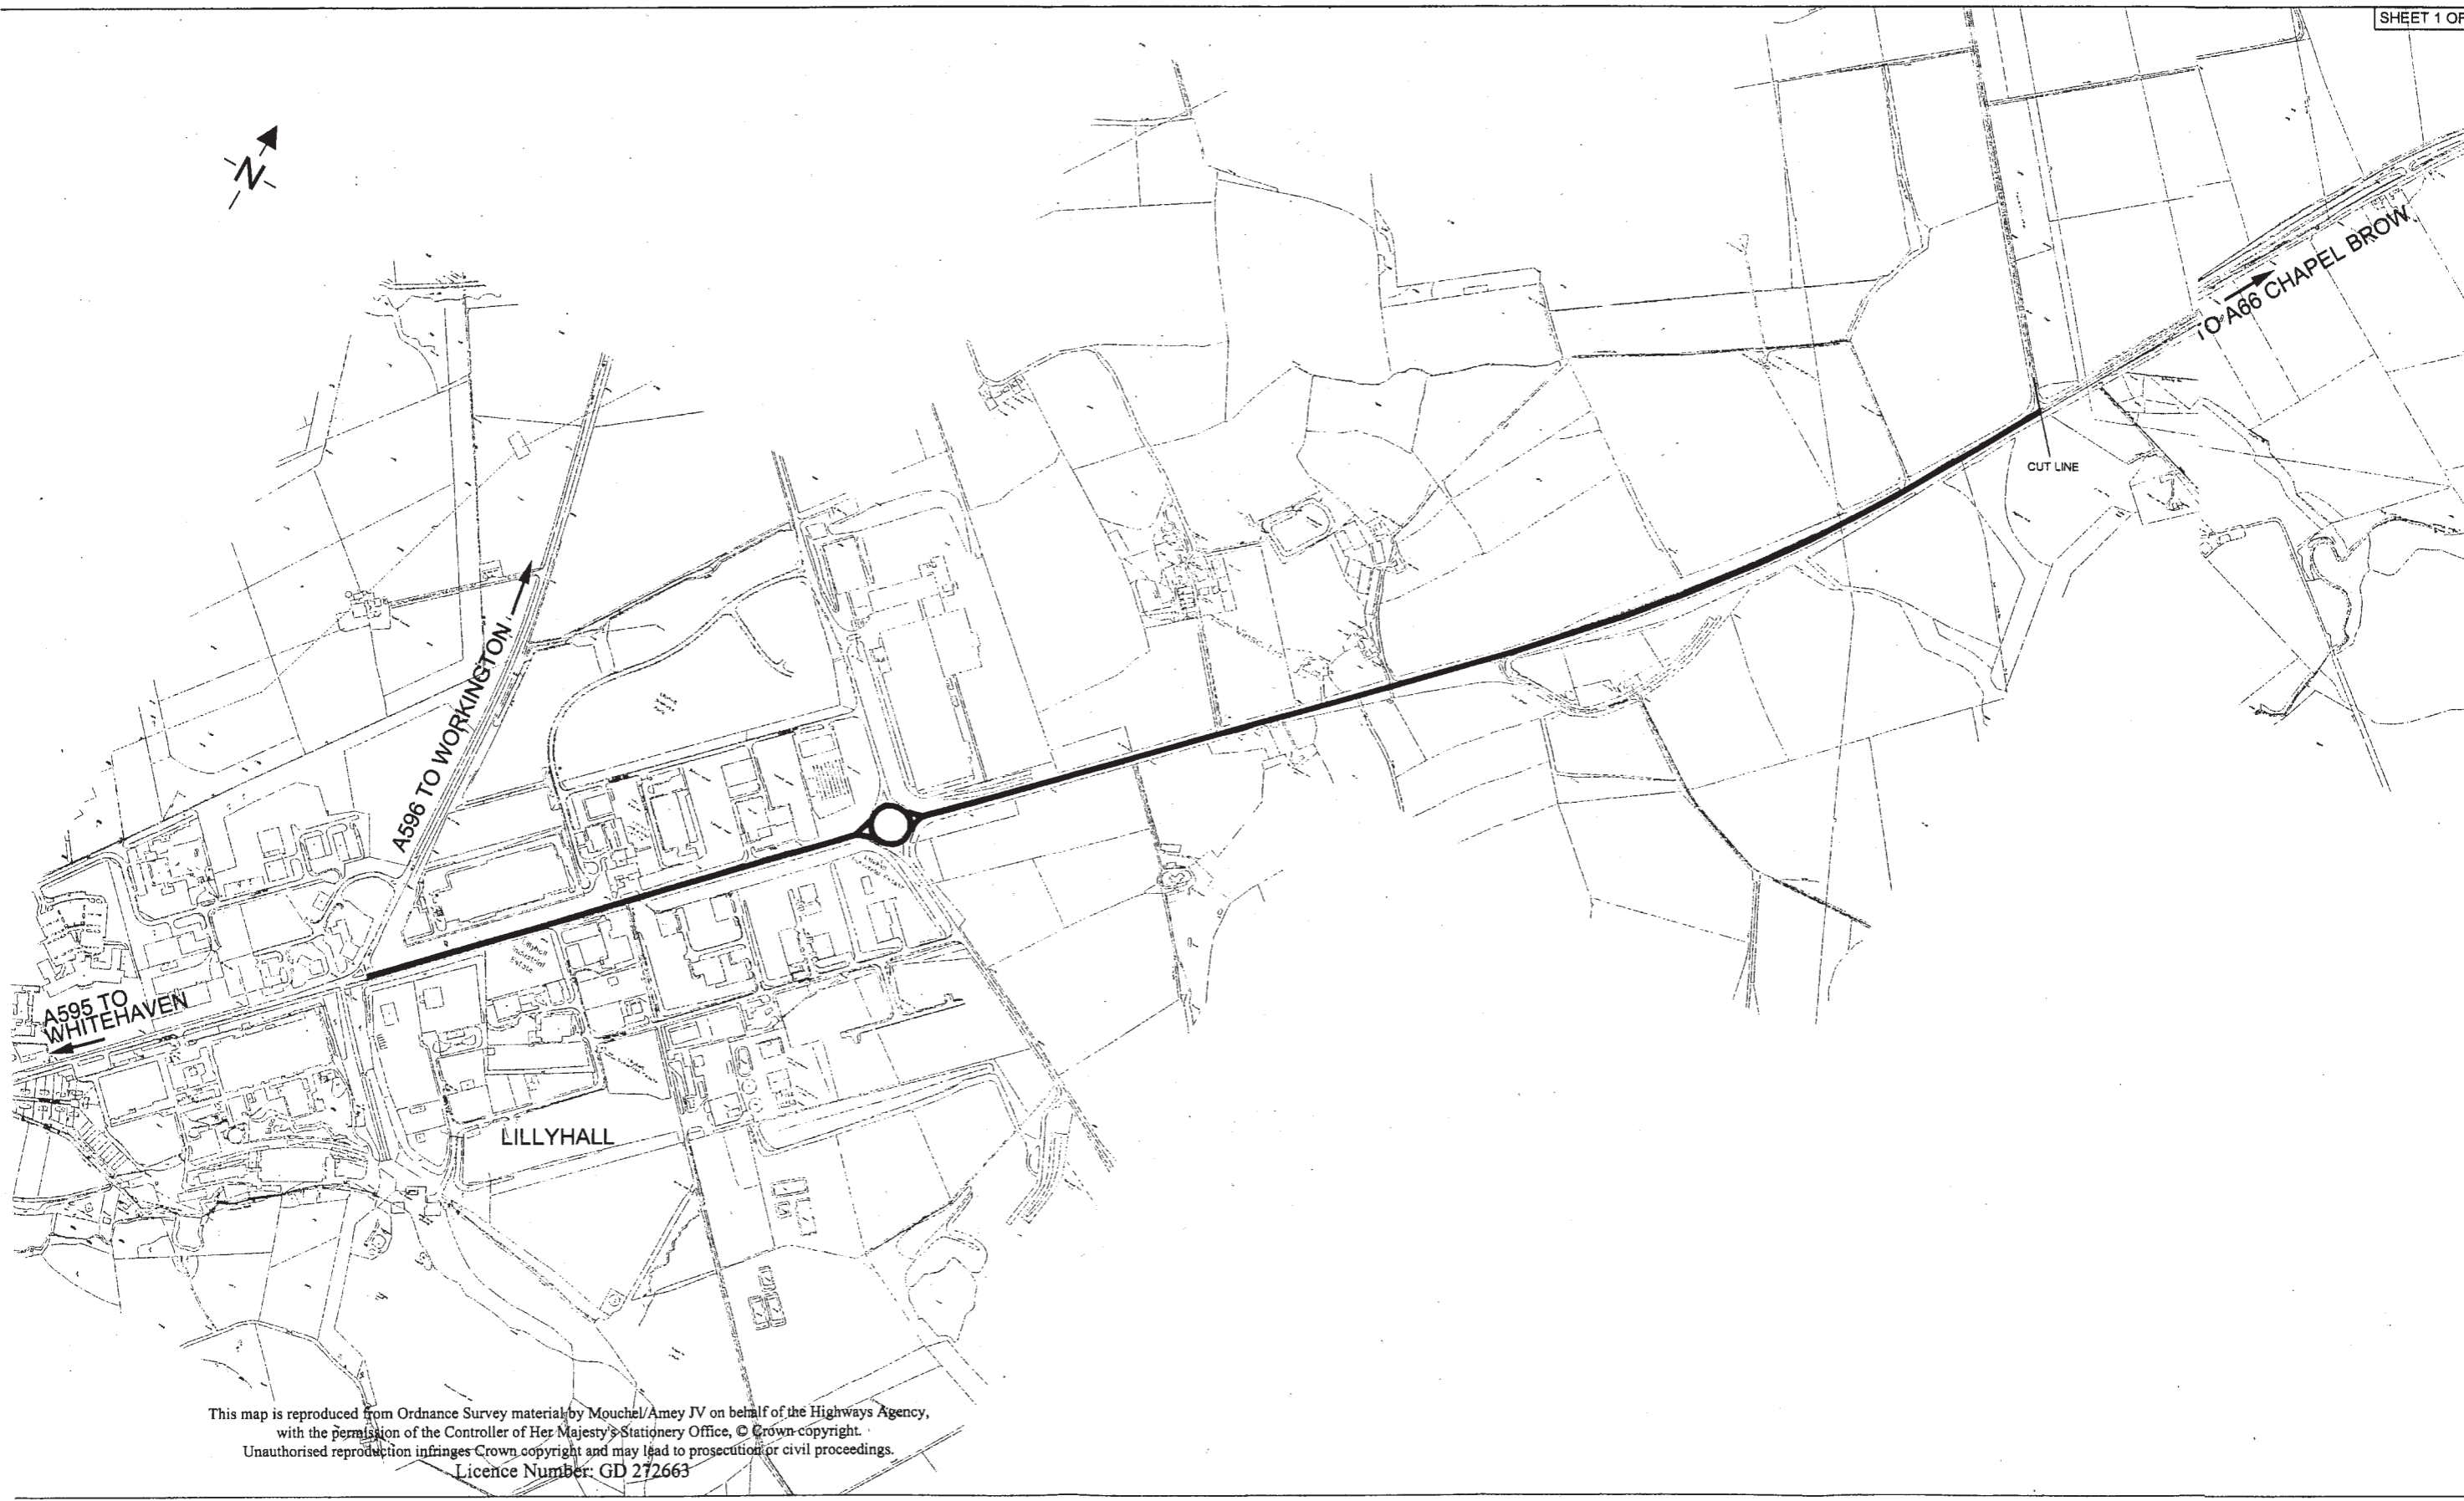 SHEET 1 OF
N
TO A66 CHAPEL BROW
CUT LINE
A596 TO WORKINGTON
A595 TO
WHITEHAVEN
Lillyhall
Industrial
Estate
LILLYHALL
This map is reproduced from Ordnance Survey material by Mouchel/Amey JV on behalf of the Highways Agency,
with the permission of the Controller of Her Majesty's Stationery Office, © Crown copyright.
Unauthorised reproduction infringes Crown copyright and may lead to prosecution or civil proceedings.
Licence Number: GD 272663